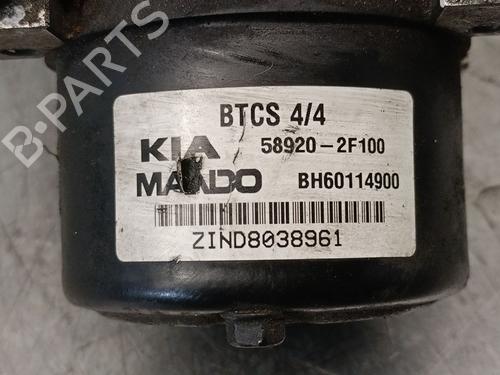 B-PARTS
BTCS 4/4
KIA 58920-2F100
MANDO BH60114900
ZIND8038961